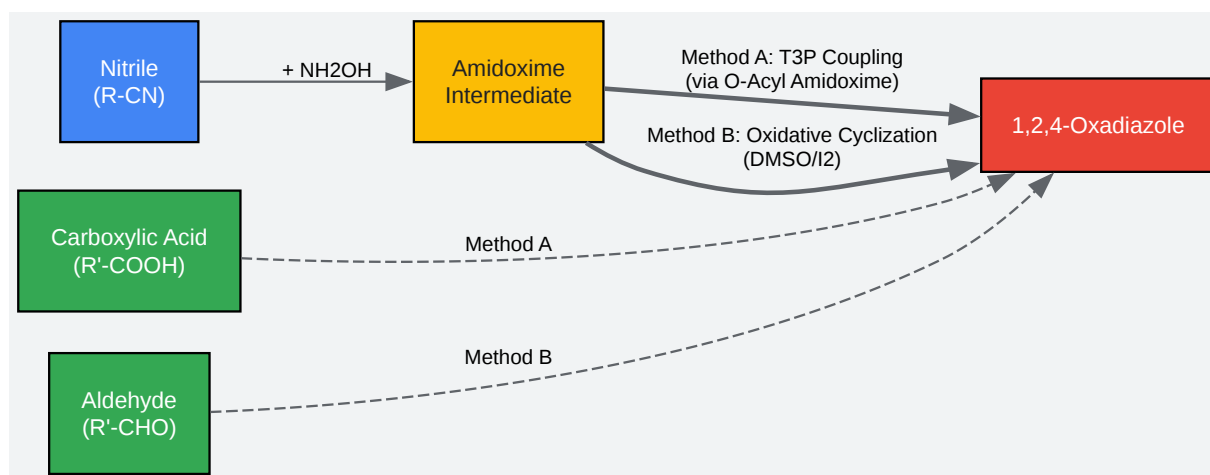 Nitrile
(R-CN)
+ NH2OH
Amidoxime
Intermediate
Method A: T3P Coupling
(via O-Acyl Amidoxime)
Method B: Oxidative Cyclization
(DMSO/I2)
1,2,4-Oxadiazole
Carboxylic Acid
(R'-COOH)
Method A
Aldehyde
(R'-CHO)
Method B